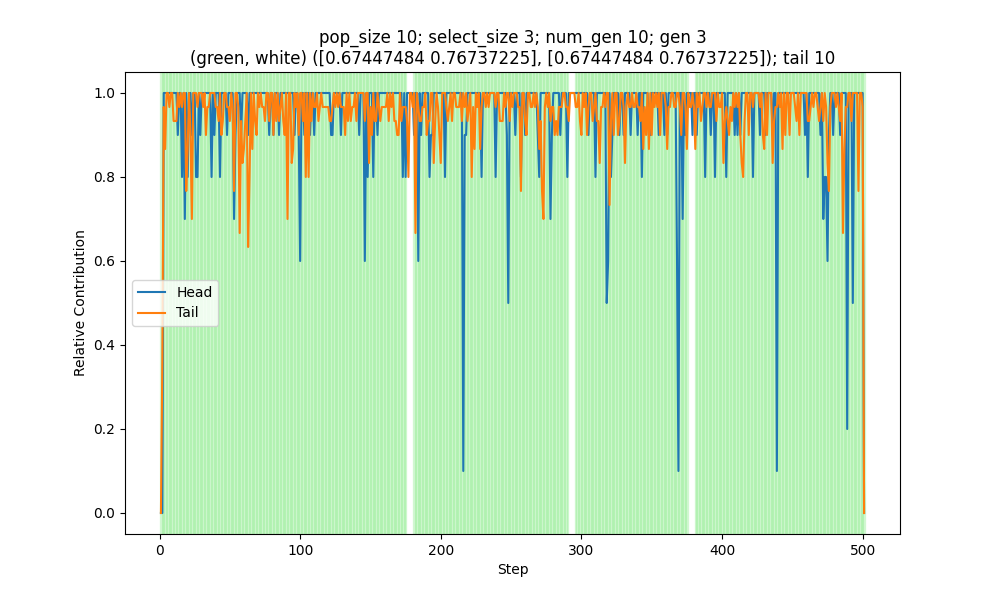 pop_size 10; select_size 3; num_gen 10; gen 3
(green, white) ([0.67447484 0.76737225], [0.67447484 0.76737225]); tail 10
1.0
0.8
0.6
0.4
0.2
0.0
Relative Contribution
Head
Tail
0
100
200
300
400
500
Step